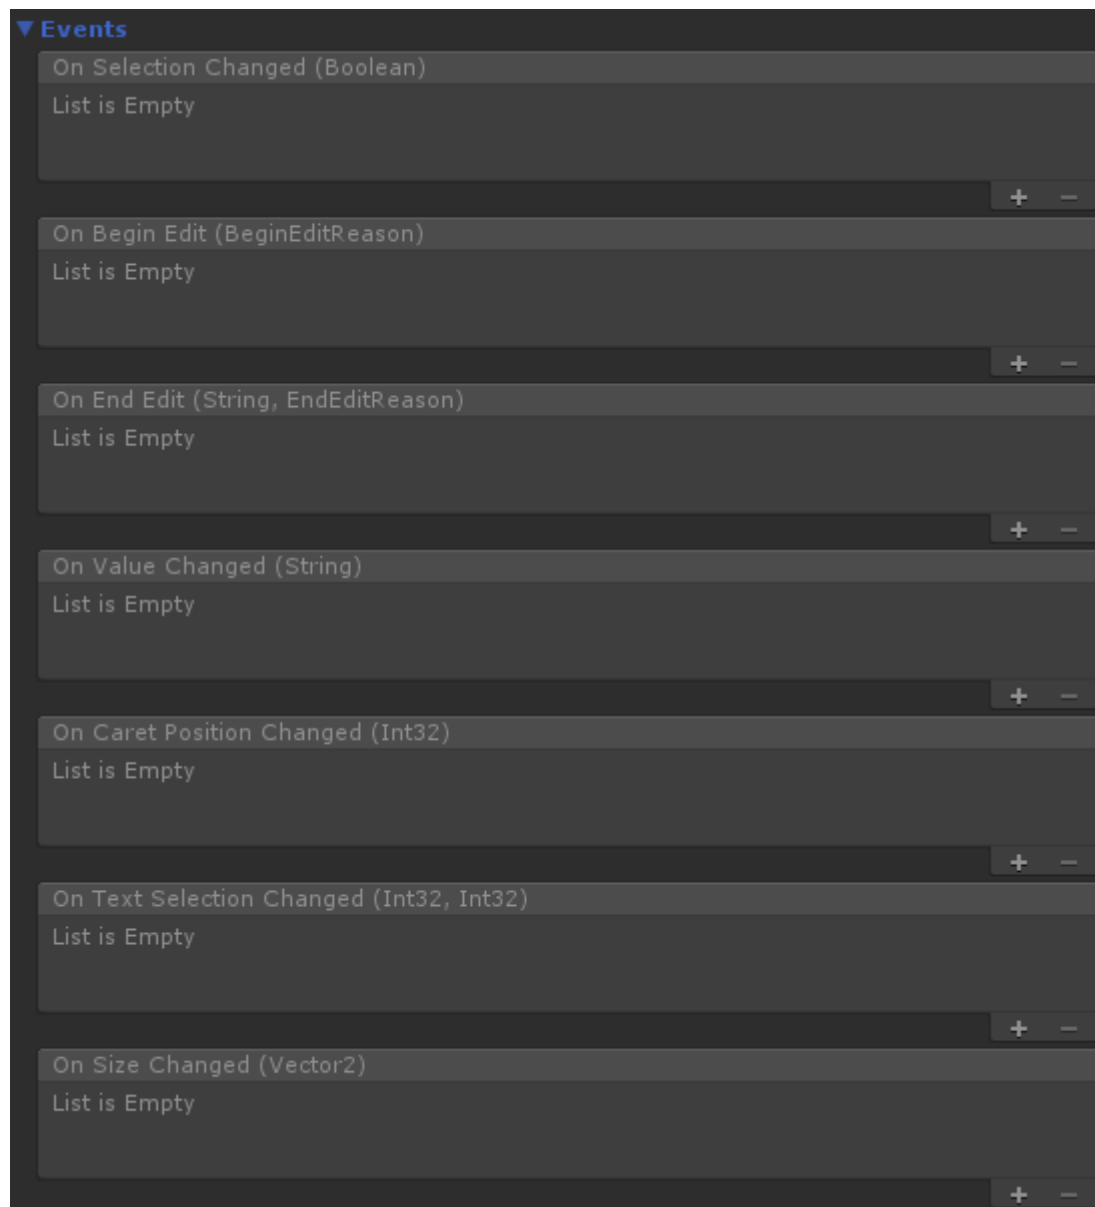 Events
On Selection Changed (Boolean)
List is Empty
+ −
On Begin Edit (BeginEditReason)
List is Empty
+ −
On End Edit (String, EndEditReason)
List is Empty
+ −
On Value Changed (String)
List is Empty
+ −
On Caret Position Changed (Int32)
List is Empty
+ −
On Text Selection Changed (Int32, Int32)
List is Empty
+ −
On Size Changed (Vector2)
List is Empty
+ −